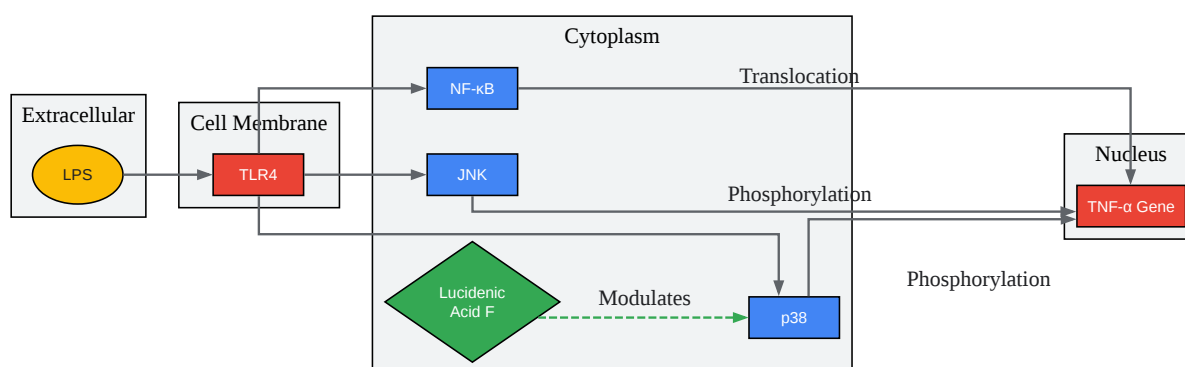 Cytoplasm
Extracellular
LPS
Cell Membrane
TLR4
NF-κB
Translocation
JNK
Phosphorylation
Nucleus
TNF-α Gene
Lucidenic
Acid F
Modulates
p38
Phosphorylation